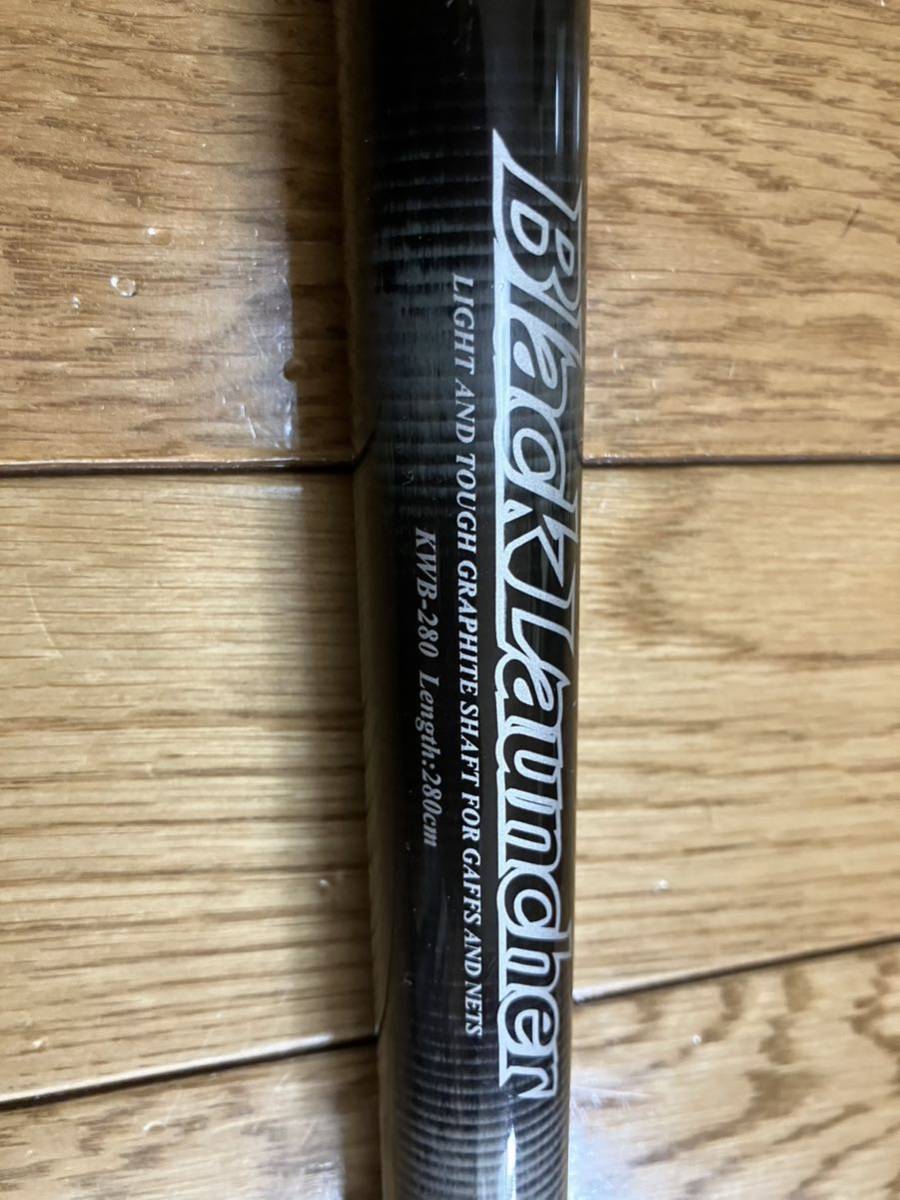 BlackLauncher
LIGHT AND TOUGH GRAPHITE SHAFT FOR GAFFS AND NETS
KWB-280 Length:280cm